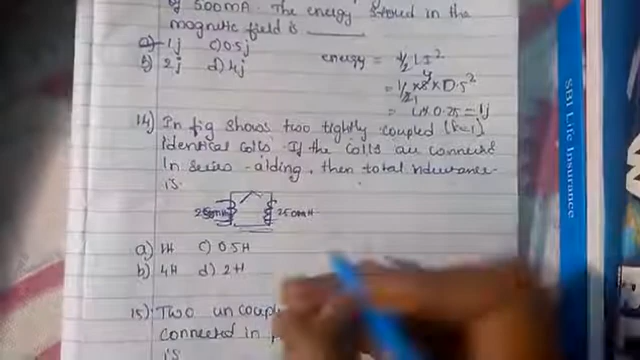 of 500mA. The energy stored in the
magnetic field is ______
a) 1j c) 0.5j
b) 2j d) 4j
energy = 1/2 LI²
= 1/2 × 8 × 0.5²
4
= 4 × 0.25 = 1j
14) In fig shows two tightly coupled (k=1)
identical coils. If the coils are connected
In series-aiding, then total nductance
is.
250mH
250mH
a) 1H c) 0.5H
b) 4H d) 2H
15) Two un coupl
connected in
is
SBI Life Insurance